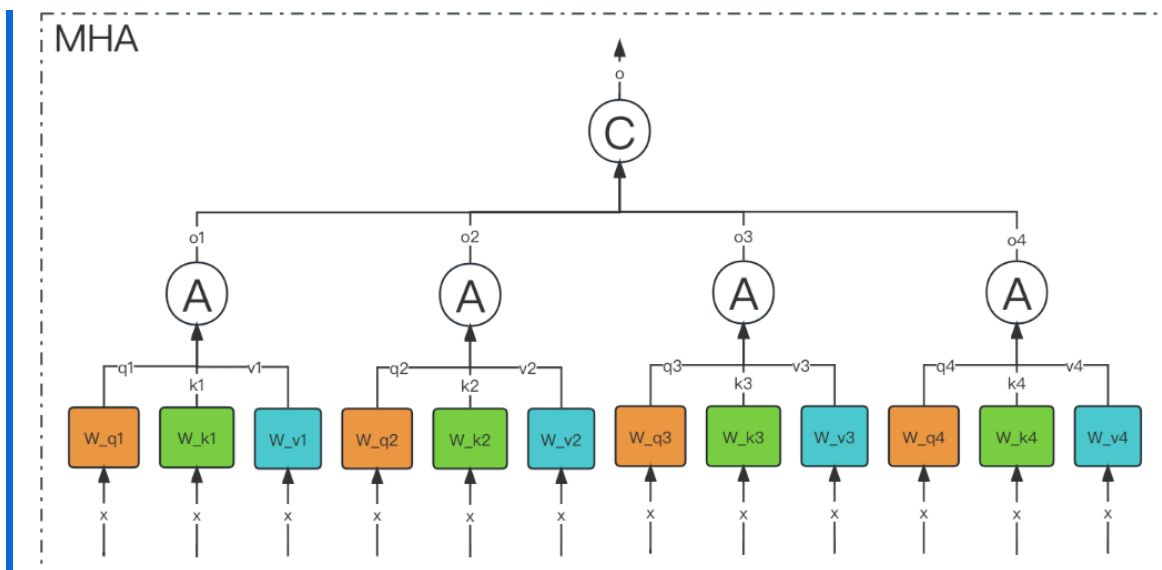 MHA
o
C
o1 o2 o3 o4
A A A A
q1 v1 q2 v2 q3 v3 q4 v4
k1 k2 k3 k4
W_q1 W_k1 W_v1 W_q2 W_k2 W_v2 W_q3 W_k3 W_v3 W_q4 W_k4 W_v4
x x x x x x x x x x x x